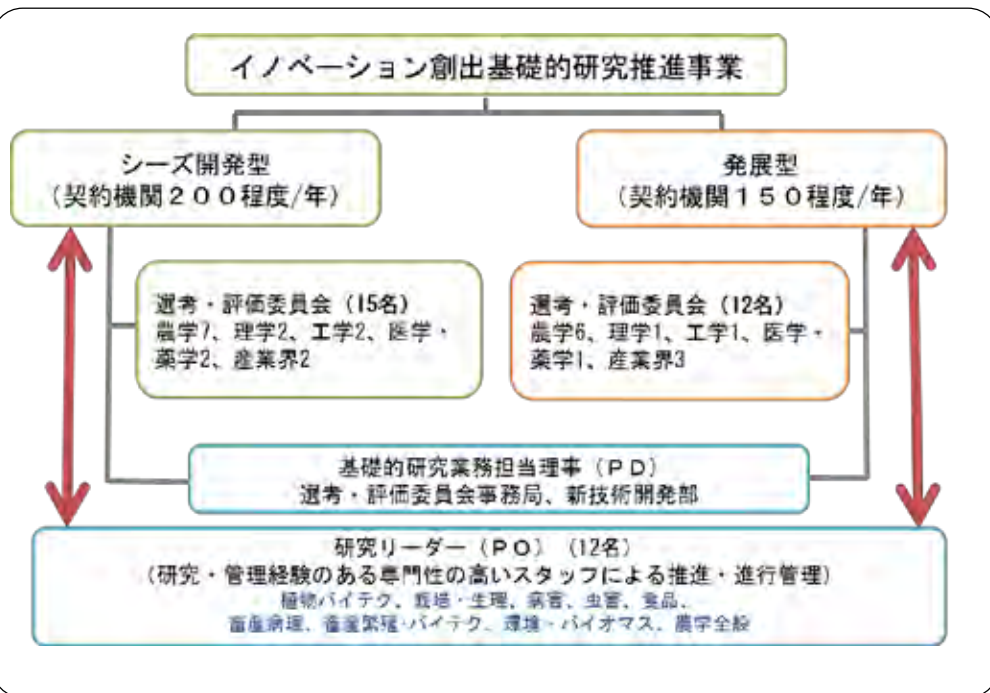 イノベーション創出基礎的研究推進事業
シーズ開発型
（契約機関２００程度/年）
発展型
（契約機関１５０程度/年）
選考・評価委員会（15名）
農学7、理学2、工学2、医学・
薬学2、産業界2
選考・評価委員会（12名）
農学6、理学1、工学1、医学・
薬学1、産業界3
基礎的研究業務担当理事（ＰＤ）
選考・評価委員会事務局、新技術開発部
研究リーダー（ＰＯ）（12名）
（研究・管理経験のある専門性の高いスタッフによる推進・進行管理）
植物バイテク、栽培・生理、病害、虫害、食品、
畜産病理、畜産繁殖・バイテク、環境・バイオマス、農学全般